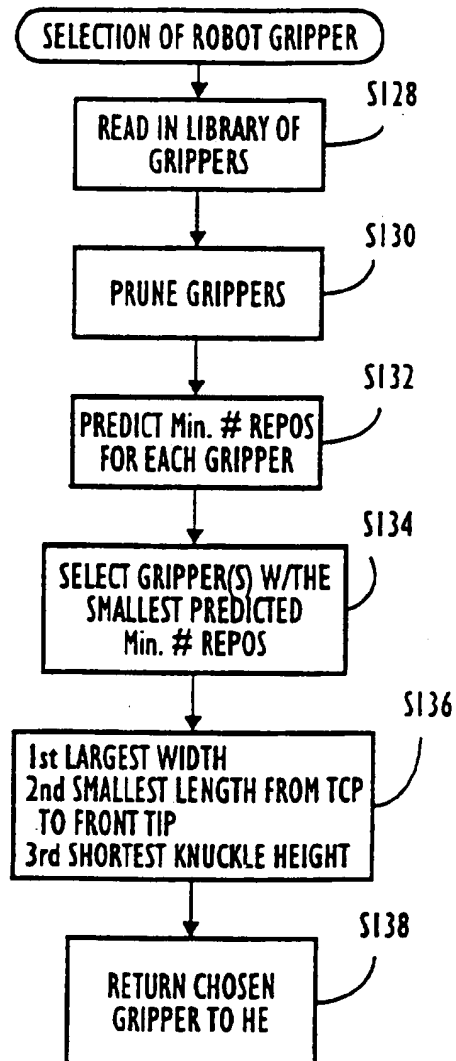 SELECTION OF ROBOT GRIPPER
S128
READ IN LIBRARY OF
GRIPPERS
S130
PRUNE GRIPPERS
S132
PREDICT Min. # REPOS
FOR EACH GRIPPER
S134
SELECT GRIPPER(S) W/THE
SMALLEST PREDICTED
Min. # REPOS
S136
1st LARGEST WIDTH
2nd SMALLEST LENGTH FROM TCP
TO FRONT TIP
3rd SHORTEST KNUCKLE HEIGHT
S138
RETURN CHOSEN
GRIPPER TO HE